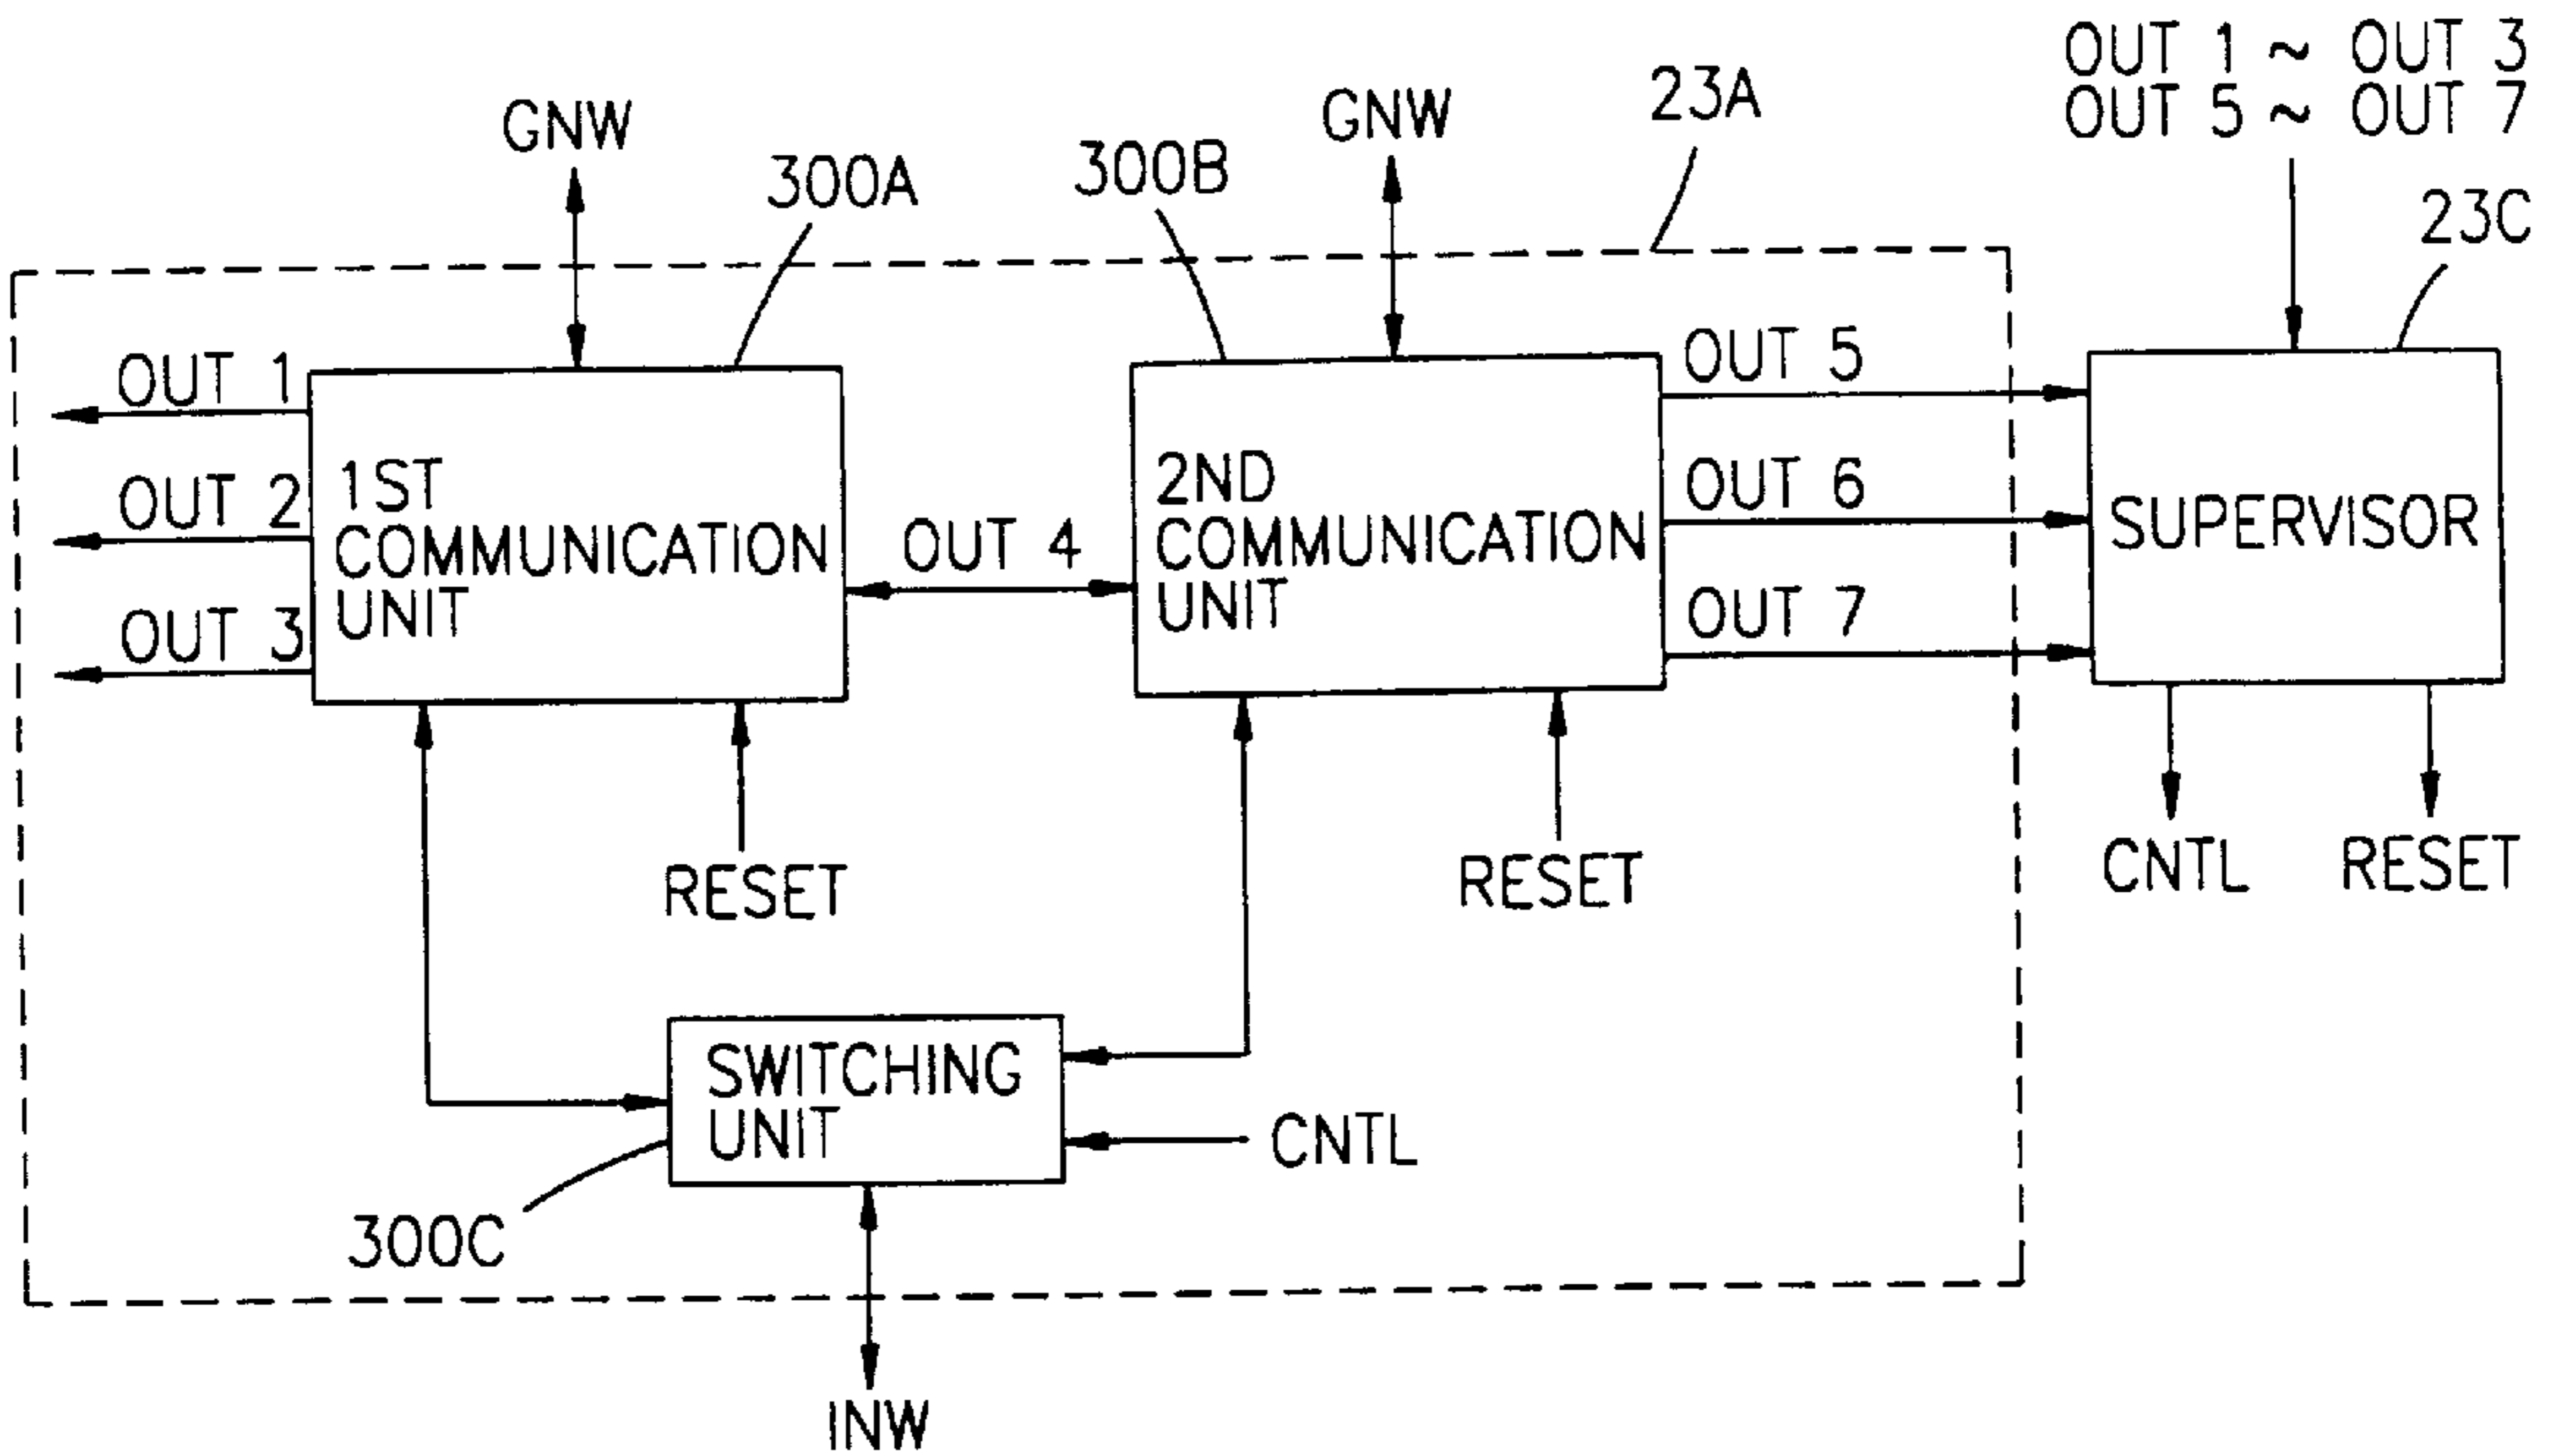 OUT 1 ~ OUT 3
OUT 5 ~ OUT 7
GNW
GNW
23A
300A
300B
23C
OUT 1
OUT 2
OUT 3
1ST
COMMUNICATION
UNIT
OUT 4
2ND
COMMUNICATION
UNIT
OUT 5
OUT 6
OUT 7
SUPERVISOR
RESET
RESET
CNTL
RESET
SWITCHING
UNIT
CNTL
300C
INW